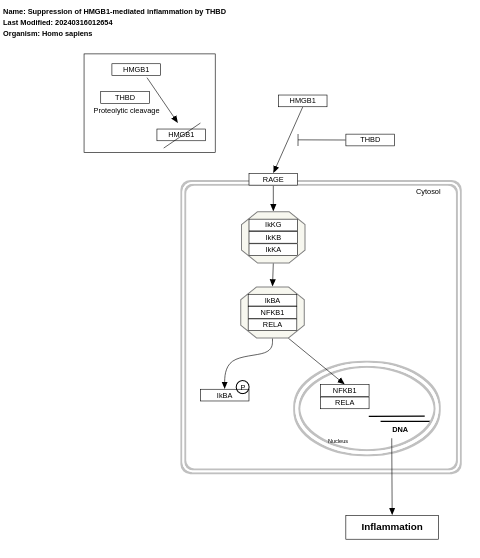 Name: Suppression of HMGB1-mediated inflammation by THBD
Last Modified: 20240316012654
Organism: Homo sapiens
HMGB1
THBD
Proteolytic cleavage
HMGB1
HMGB1
THBD
RAGE
Cytosol
IkKG
IkKB
IkKA
IkBA
NFKB1
RELA
P
IkBA
NFKB1
RELA
DNA
Nucleus
Inflammation